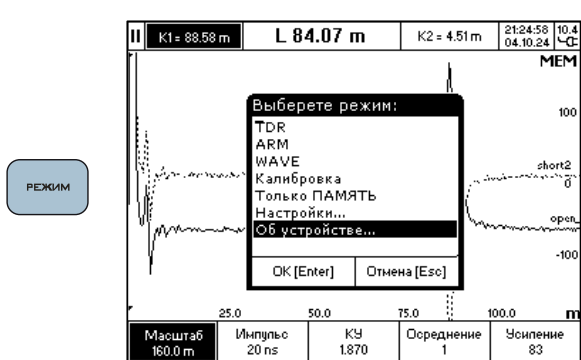 РЕЖИМ
K1 = 88.58 m
L 84.07 m
K2 = 4.51 m
21:24:58
04.10.24
10.4
MEM
Выберете режим:
TDR
ARM
WAVE
Калибровка
Только ПАМЯТЬ
Настройки...
Об устройстве...
OK [Enter]
Отмена [Esc]
100
short2
0
open_
-100
25.0
50.0
75.0
100.0
m
Масштаб
160.0 m
Импульс
20 ns
КУ
1.870
Осреднение
1
Усиление
83